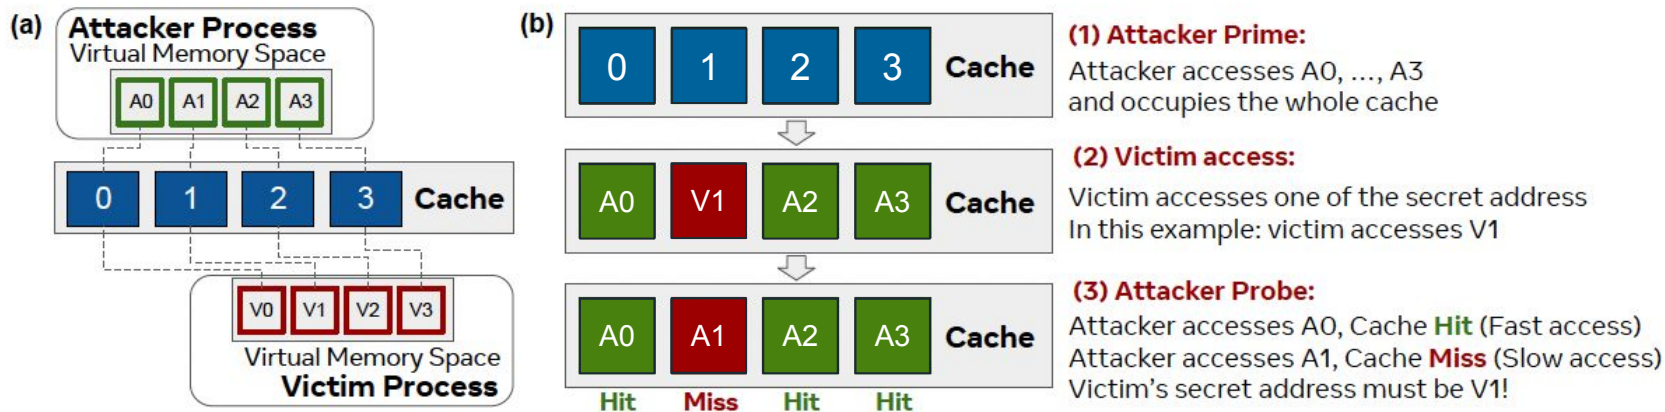 (a)
Attacker Process
Virtual Memory Space
A0 A1 A2 A3
0 1 2 3 Cache
V0 V1 V2 V3
Virtual Memory Space
Victim Process
(b)
0 1 2 3 Cache
(1) Attacker Prime:
Attacker accesses A0, ..., A3
and occupies the whole cache
A0 V1 A2 A3 Cache
(2) Victim access:
Victim accesses one of the secret address
In this example: victim accesses V1
A0 A1 A2 A3 Cache
Hit Miss Hit Hit
(3) Attacker Probe:
Attacker accesses A0, Cache Hit (Fast access)
Attacker accesses A1, Cache Miss (Slow access)
Victim's secret address must be V1!